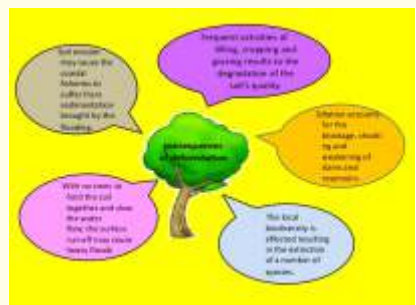 Soil erosion
may cause the
coastal
fisheries to
suffer from
sedimentation
brought by the
flooding.
Frequent activities of
tilling, cropping and
grazing results to the
degradation of the
soil's quality.
Siltation accounts
for the
blockage,
and
weakening of
dams and
reservoirs.
consequences
of deforestation
With no trees to
hold the soil
together and slow
the water
flow, the surface
run-off may cause
heavy floods
The local
biodiversity is
affected resulting
in the extinction
of a number of
species.